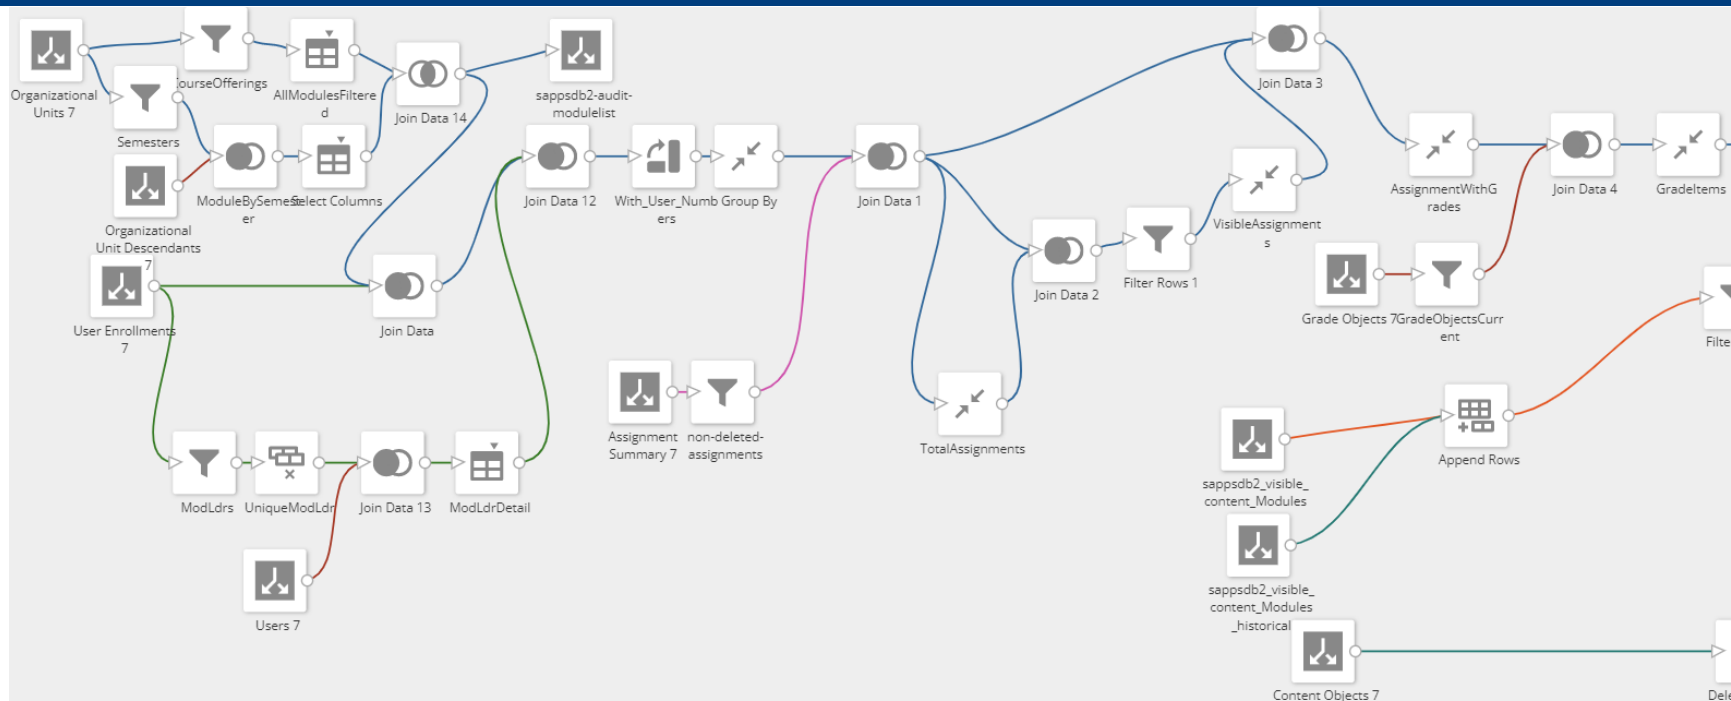 Organizational
Units 7
CourseOfferings
AllModulesFiltere
d
Join Data 14
sappsdb2-audit-
modulelist
Join Data 3
Semesters
ModuleBySemest
er
Select Columns
Organizational
Unit Descendants
7
Join Data 12
With_User_Numb
ers
Group By
Join Data 1
VisibleAssignment
s
AssignmentWithG
rades
Join Data 4
GradeItems
User Enrollments
7
Join Data
Join Data 2
Filter Rows 1
Grade Objects 7
GradeObjectsCurr
ent
Filte
Assignment
Summary 7
non-deleted-
assignments
TotalAssignments
Append Rows
ModLdrs
UniqueModLdr
Join Data 13
ModLdrDetail
sappsdb2_visible_
content_Modules
Users 7
sappsdb2_visible_
content_Modules
_historical
Content Objects 7
Dele